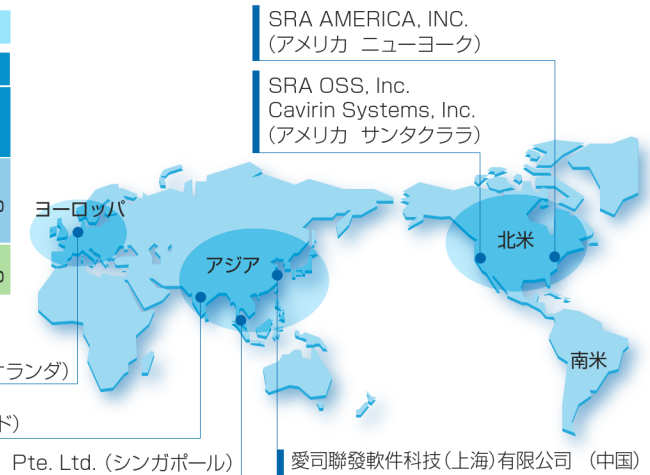 SRA AMERICA, INC.
（アメリカ ニューヨーク）
SRA OSS, Inc.
Cavirin Systems, Inc.
（アメリカ サンタクララ）
ヨーロッパ
アジア
北米
南米
ランダ）
ド）
Pte. Ltd.（シンガポール）
愛司聯發軟件科技（上海）有限公司 （中国）